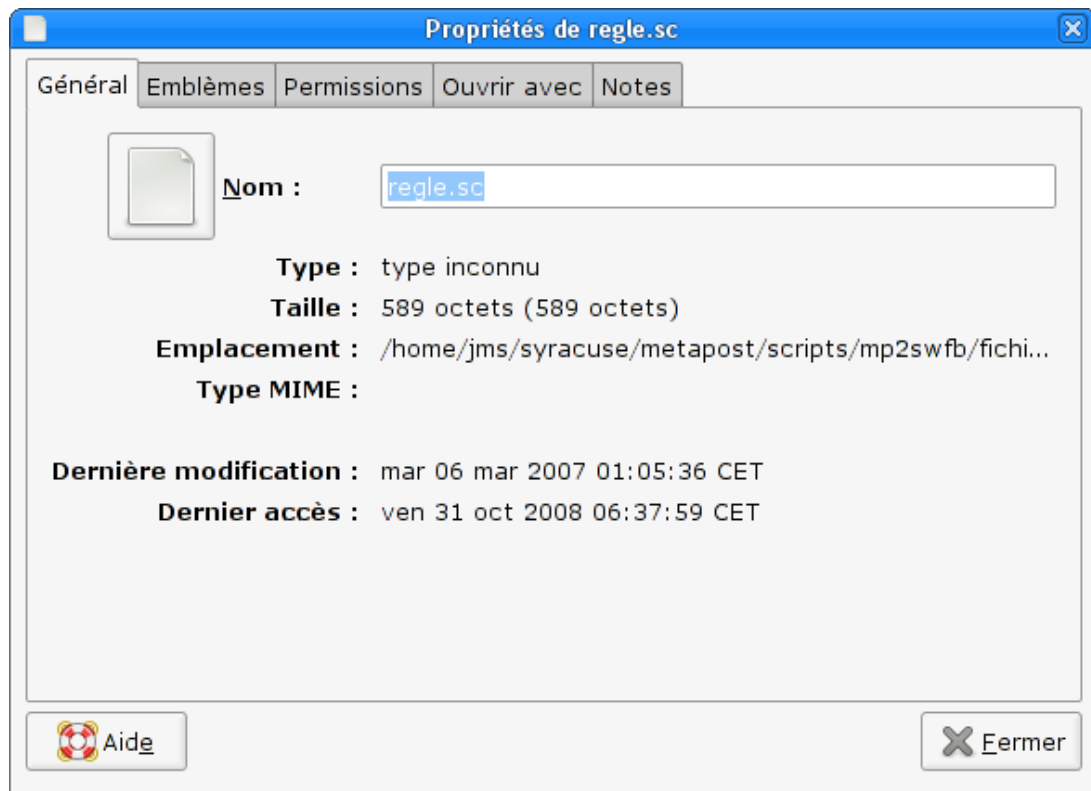 Propriétés de regle.sc
Général Emblèmes Permissions Ouvrir avec Notes
Nom : regle.sc
Type : type inconnu
Taille : 589 octets (589 octets)
Emplacement : /home/jms/syracuse/metapost/scripts/mp2swfb/fichi...
Type MIME :
Dernière modification : mar 06 mar 2007 01:05:36 CET
Dernier accès : ven 31 oct 2008 06:37:59 CET
Aide Fermer